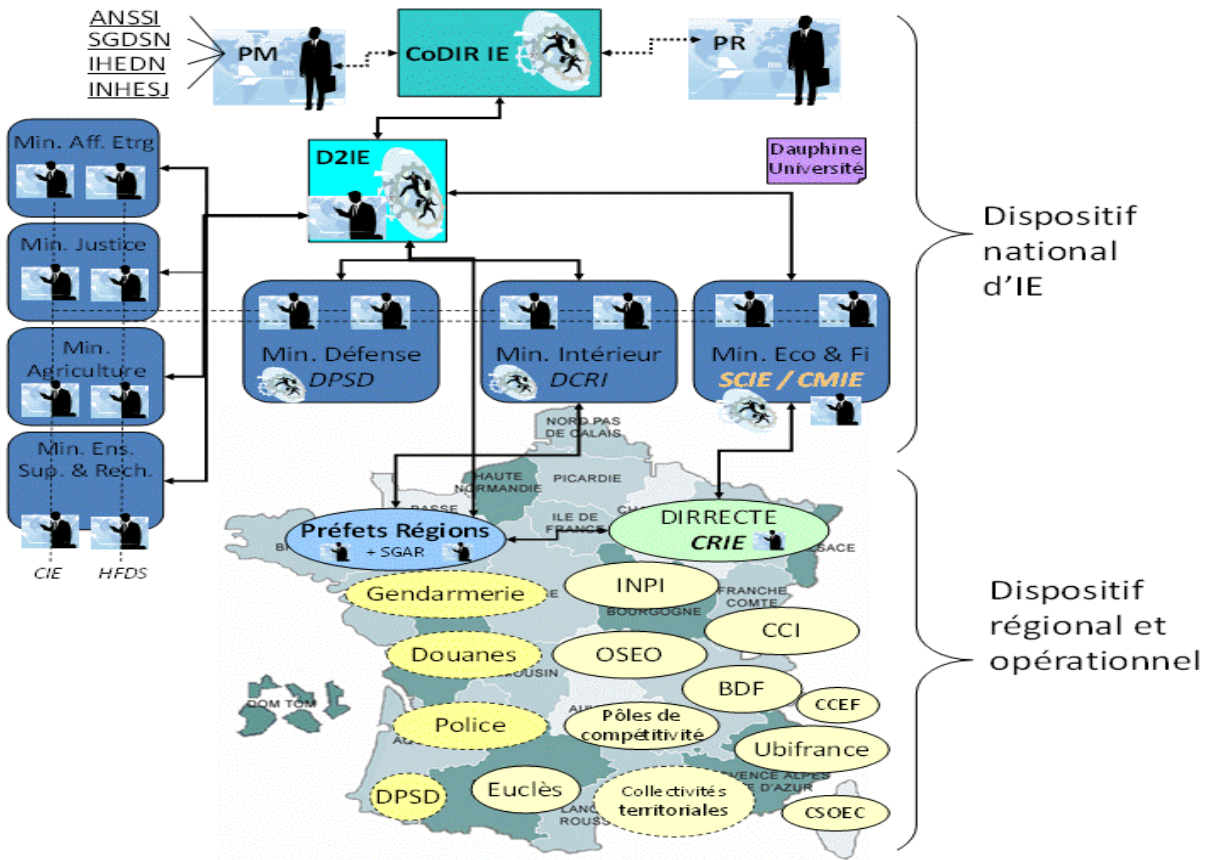 ANSSI
SGDSN
IHEDN
INHESJ
PM
CoDIR IE
PR
Min. Aff. Etrg
D2IE
Dauphine
Université
Min. Justice
Dispositif
national
d'IE
Min.
Agriculture
Min. Défense
DPSD
Min. Intérieur
DCRI
Min. Eco & Fi
SCIE / CMIE
Min. Ens.
Sup. & Rech.
CIE
HFDS
NORD PAS
DE CALAIS
HAUTE
NORMANDIE
PICARDIE
ILE DE
FRANCE
Préfets Régions
+ SGAR
DIRRECTE
CRIE
Gendarmerie
INPI
BOURGOGNE
FRANCHE
COMTE
CCI
Dispositif
régional et
opérationnel
Douanes
OSEO
BDF
CCEF
DOM TOM
Police
Pôles de
compétitivité
Ubifrance
DPSD
Euclès
Collectivités
territoriales
D'AZUR
CSOEC